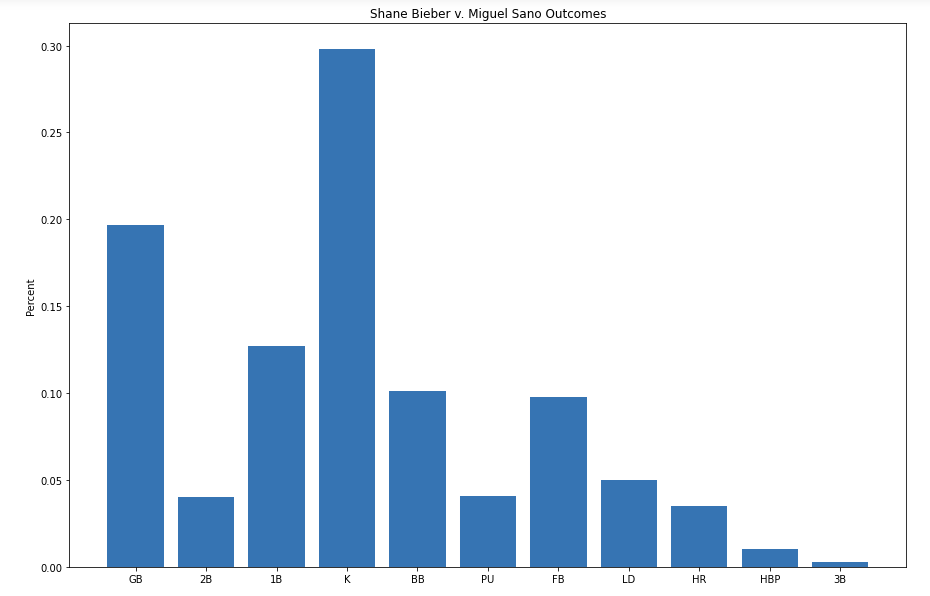 Shane Bieber v. Miguel Sano Outcomes
0.30
0.25
0.20
0.15
0.10
0.05
0.00
Percent
GB 2B 1B K BB PU FB LD HR HBP 3B